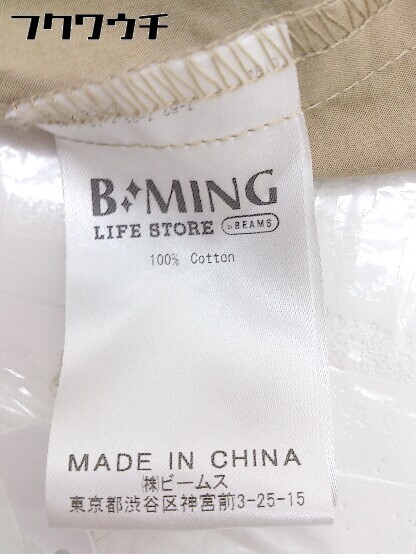 フクワウチ
B✦MING
LIFE STORE by BEAMS
100% Cotton
MADE IN CHINA
㈱ビームス
東京都渋谷区神宮前3-25-15